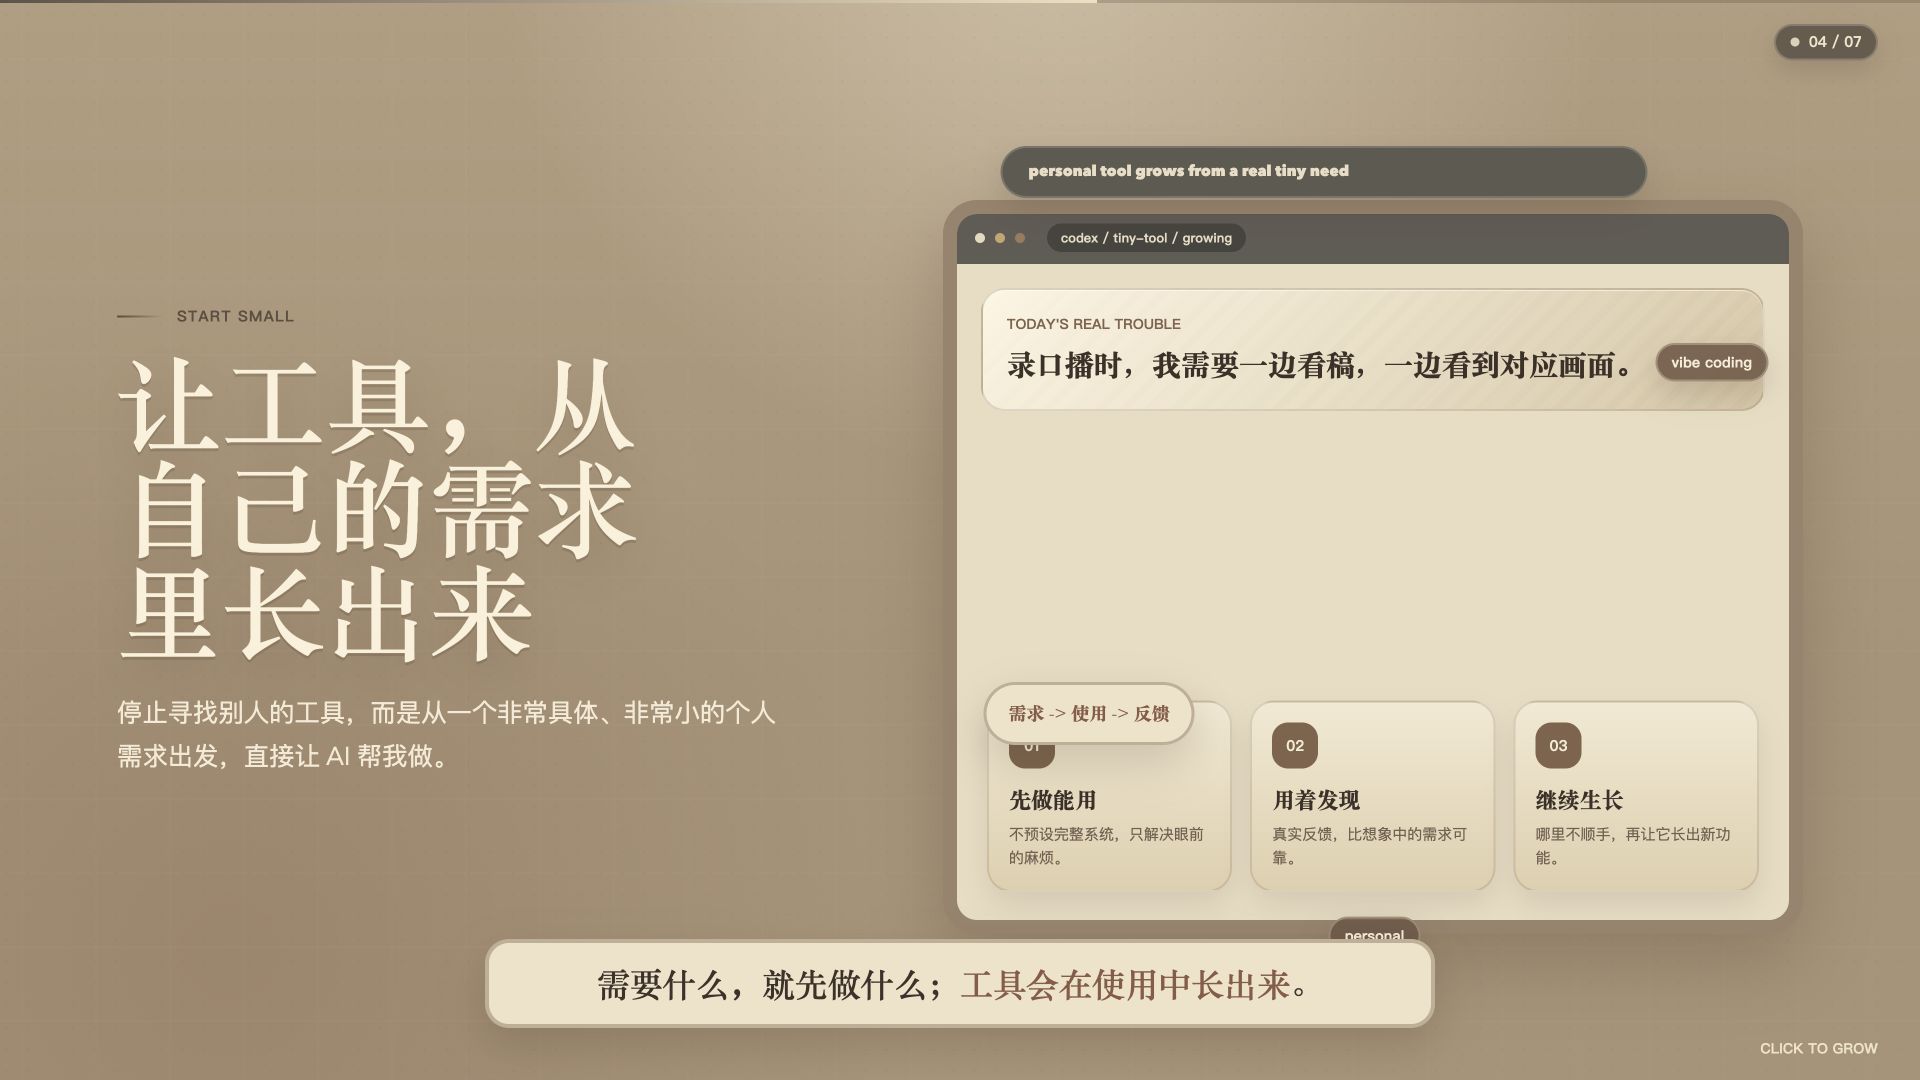 04 / 07
personal tool grows from a real tiny need
codex / tiny-tool / growing
START SMALL
让工具，从
自己的需求
里长出来
停止寻找别人的工具，而是从一个非常具体、非常小的个人
需求出发，直接让 AI 帮我做。
TODAY'S REAL TROUBLE
录口播时，我需要一边看稿，一边看到对应画面。
vibe coding
需求 -> 使用 -> 反馈
01
先做能用
不预设完整系统，只解决眼前
的麻烦。
02
用着发现
真实反馈，比想象中的需求可
靠。
03
继续生长
哪里不顺手，再让它长出新功
能。
personal
需要什么，就先做什么；工具会在使用中长出来。
CLICK TO GROW